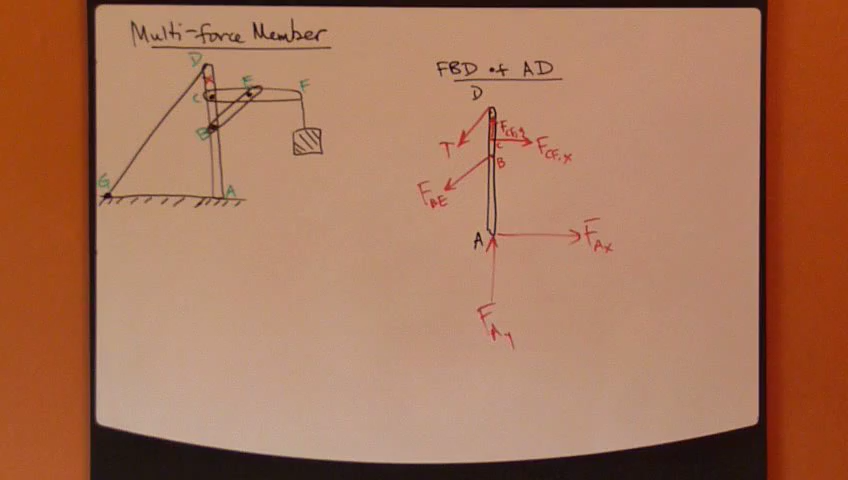 Multi-force Member
D
C
E
F
B
G
A
FBD of AD
D
F_CF,y
T
C
F_CF,x
B
F_BE
A
F_Ax
F_Ay